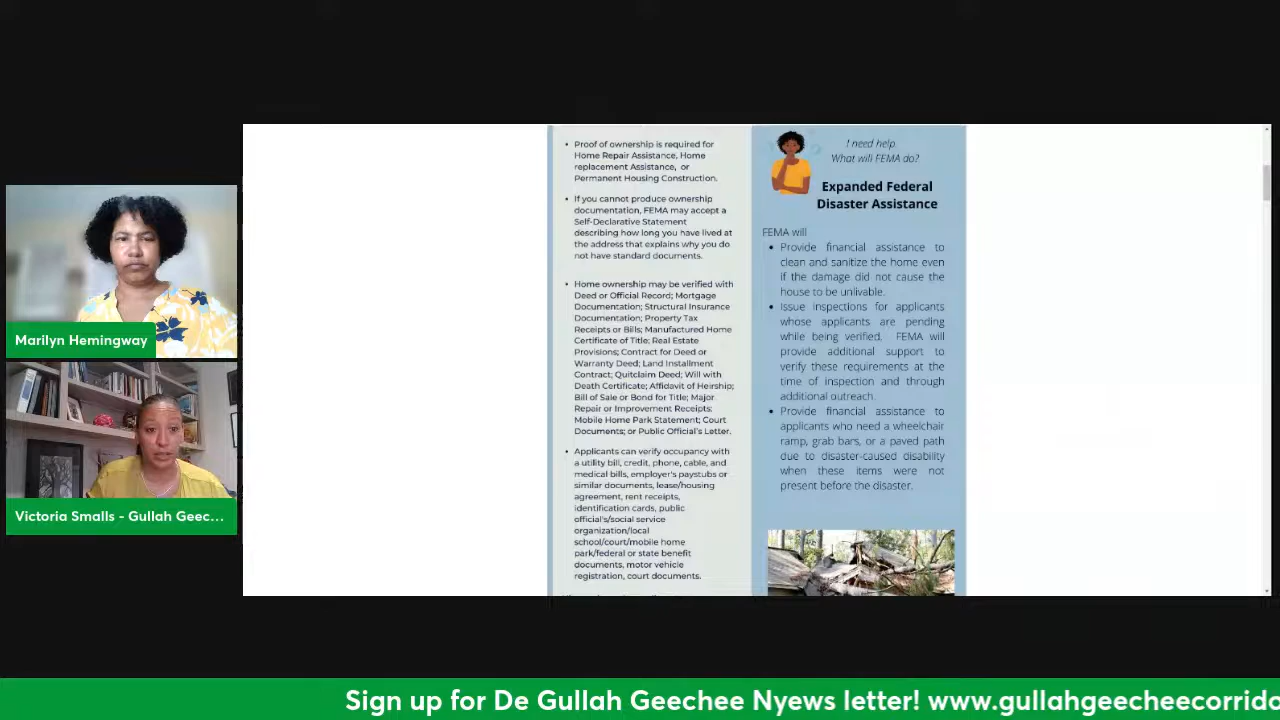 Marilyn Hemingway
Victoria Smalls - Gullah Geec...
• Proof of ownership is required for
Home Repair Assistance, Home
replacement Assistance, or
Permanent Housing Construction.
• If you cannot produce ownership
documentation, FEMA may accept a
Self-Declarative Statement
describing how long you have lived at
the address that explains why you do
not have standard documents.
• Home ownership may be verified with
Deed or Official Record; Mortgage
Documentation; Structural Insurance
Documentation; Property Tax
Receipts or Bills; Manufactured Home
Certificate of Title; Real Estate
Provisions; Contract for Deed or
Warranty Deed; Land Installment
Contract; Quitclaim Deed; Will with
Death Certificate; Affidavit of Heirship;
Bill of Sale or Bond for Title; Major
Repair or Improvement Receipts;
Mobile Home Park Statement; Court
Documents; or Public Official's Letter.
• Applicants can verify occupancy with
a utility bill, credit, phone, cable, and
medical bills, employer's paystubs or
similar documents, lease/housing
agreement, rent receipts,
identification cards, public
official's/social service
organization/local
school/court/mobile home
park/federal or state benefit
documents, motor vehicle
registration, court documents.
I need help.
What will FEMA do?
Expanded Federal
Disaster Assistance
FEMA will
• Provide financial assistance to
clean and sanitize the home even
if the damage did not cause the
house to be unlivable.
• Issue inspections for applicants
whose applicants are pending
while being verified. FEMA will
provide additional support to
verify these requirements at the
time of inspection and through
additional outreach.
• Provide financial assistance to
applicants who need a wheelchair
ramp, grab bars, or a paved path
due to disaster-caused disability
when these items were not
present before the disaster.
Sign up for De Gullah Geechee Nyews letter! www.gullahgeecheecorrido